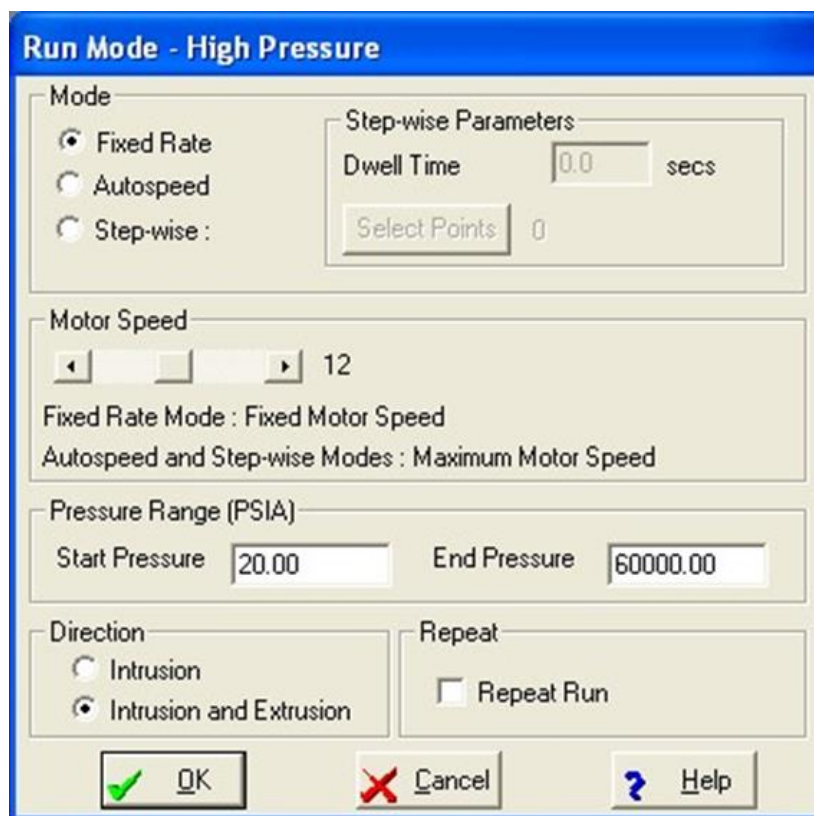 Run Mode - High Pressure
Mode
Fixed Rate
Autospeed
Step-wise :
Step-wise Parameters
Dwell Time 0.0 secs
Select Points 0
Motor Speed
12
Fixed Rate Mode : Fixed Motor Speed
Autospeed and Step-wise Modes : Maximum Motor Speed
Pressure Range (PSIA)
Start Pressure 20.00 End Pressure 60000.00
Direction
Intrusion
Intrusion and Extrusion
Repeat
Repeat Run
OK Cancel Help